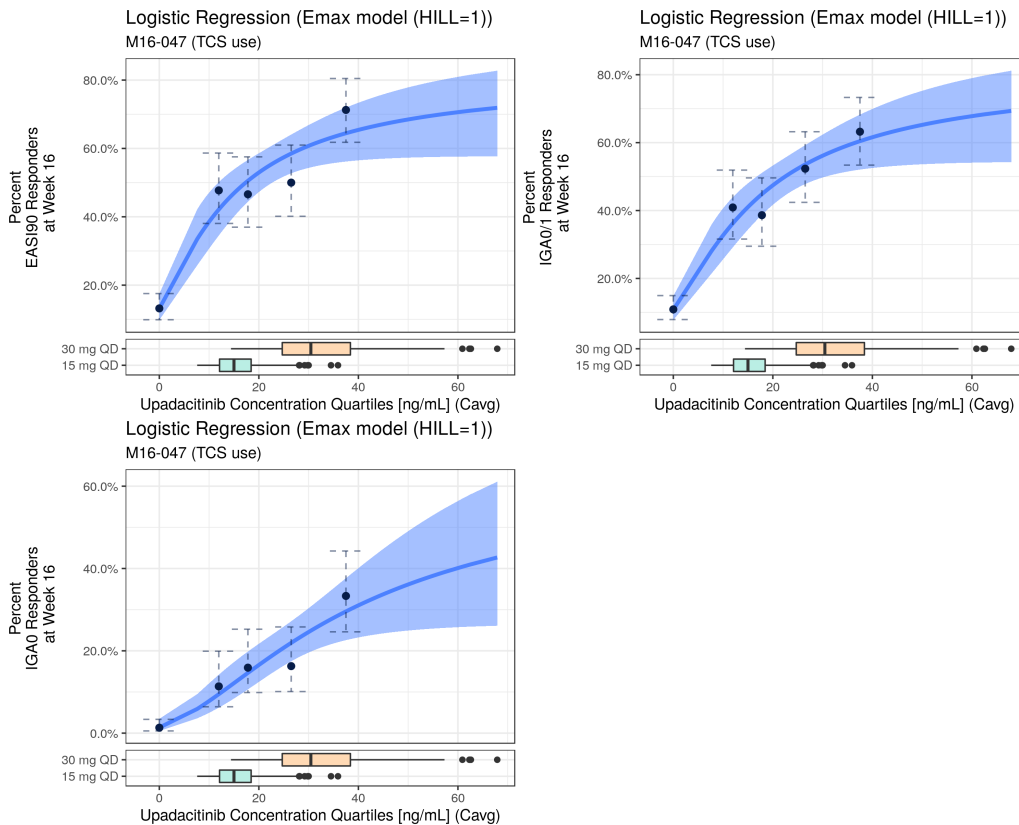 Logistic Regression (Emax model (HILL=1))
M16-047 (TCS use)
Percent
EASI90 Responders
at Week 16
80.0%
60.0%
40.0%
20.0%
30 mg QD
15 mg QD
0
20
40
60
Upadacitinib Concentration Quartiles [ng/mL] (Cavg)
Logistic Regression (Emax model (HILL=1))
M16-047 (TCS use)
Percent
IGA0/1 Responders
at Week 16
80.0%
60.0%
40.0%
20.0%
30 mg QD
15 mg QD
0
20
40
60
Upadacitinib Concentration Quartiles [ng/mL] (Cavg)
Logistic Regression (Emax model (HILL=1))
M16-047 (TCS use)
Percent
IGA0 Responders
at Week 16
60.0%
40.0%
20.0%
0.0%
30 mg QD
15 mg QD
0
20
40
60
Upadacitinib Concentration Quartiles [ng/mL] (Cavg)